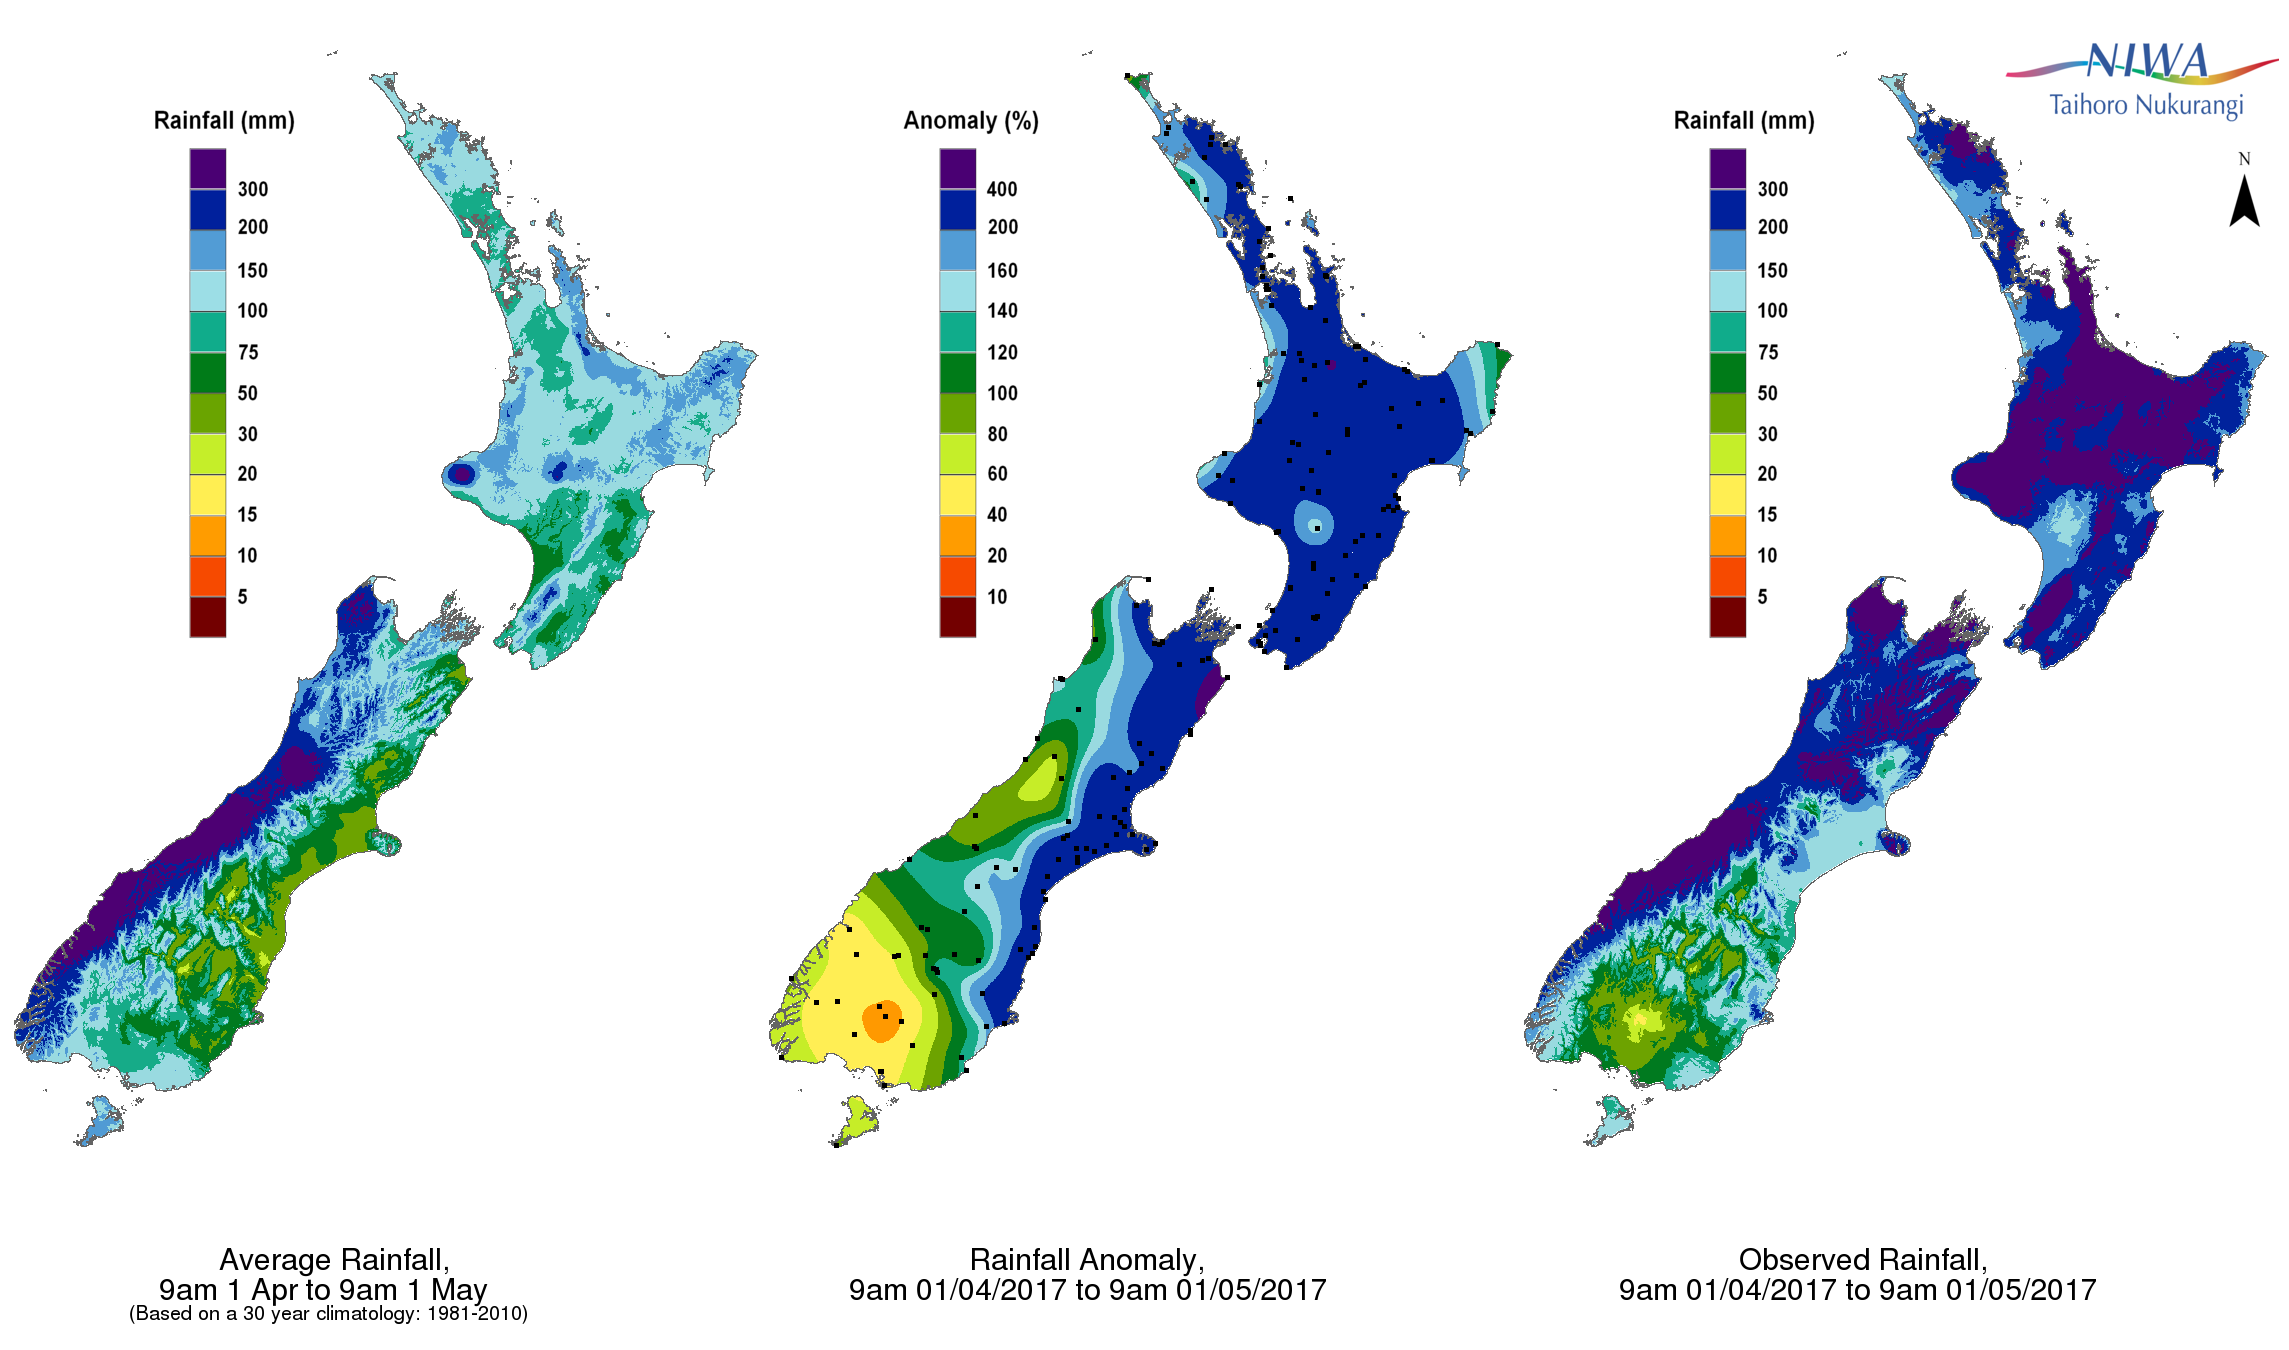 NIWA
Taihoro Nukurangi
N
Rainfall (mm)
300
200
150
100
75
50
30
20
15
10
5
Anomaly (%)
400
200
160
140
120
100
80
60
40
20
10
Rainfall (mm)
300
200
150
100
75
50
30
20
15
10
5
Average Rainfall,
9am 1 Apr to 9am 1 May
(Based on a 30 year climatology: 1981-2010)
Rainfall Anomaly,
9am 01/04/2017 to 9am 01/05/2017
Observed Rainfall,
9am 01/04/2017 to 9am 01/05/2017